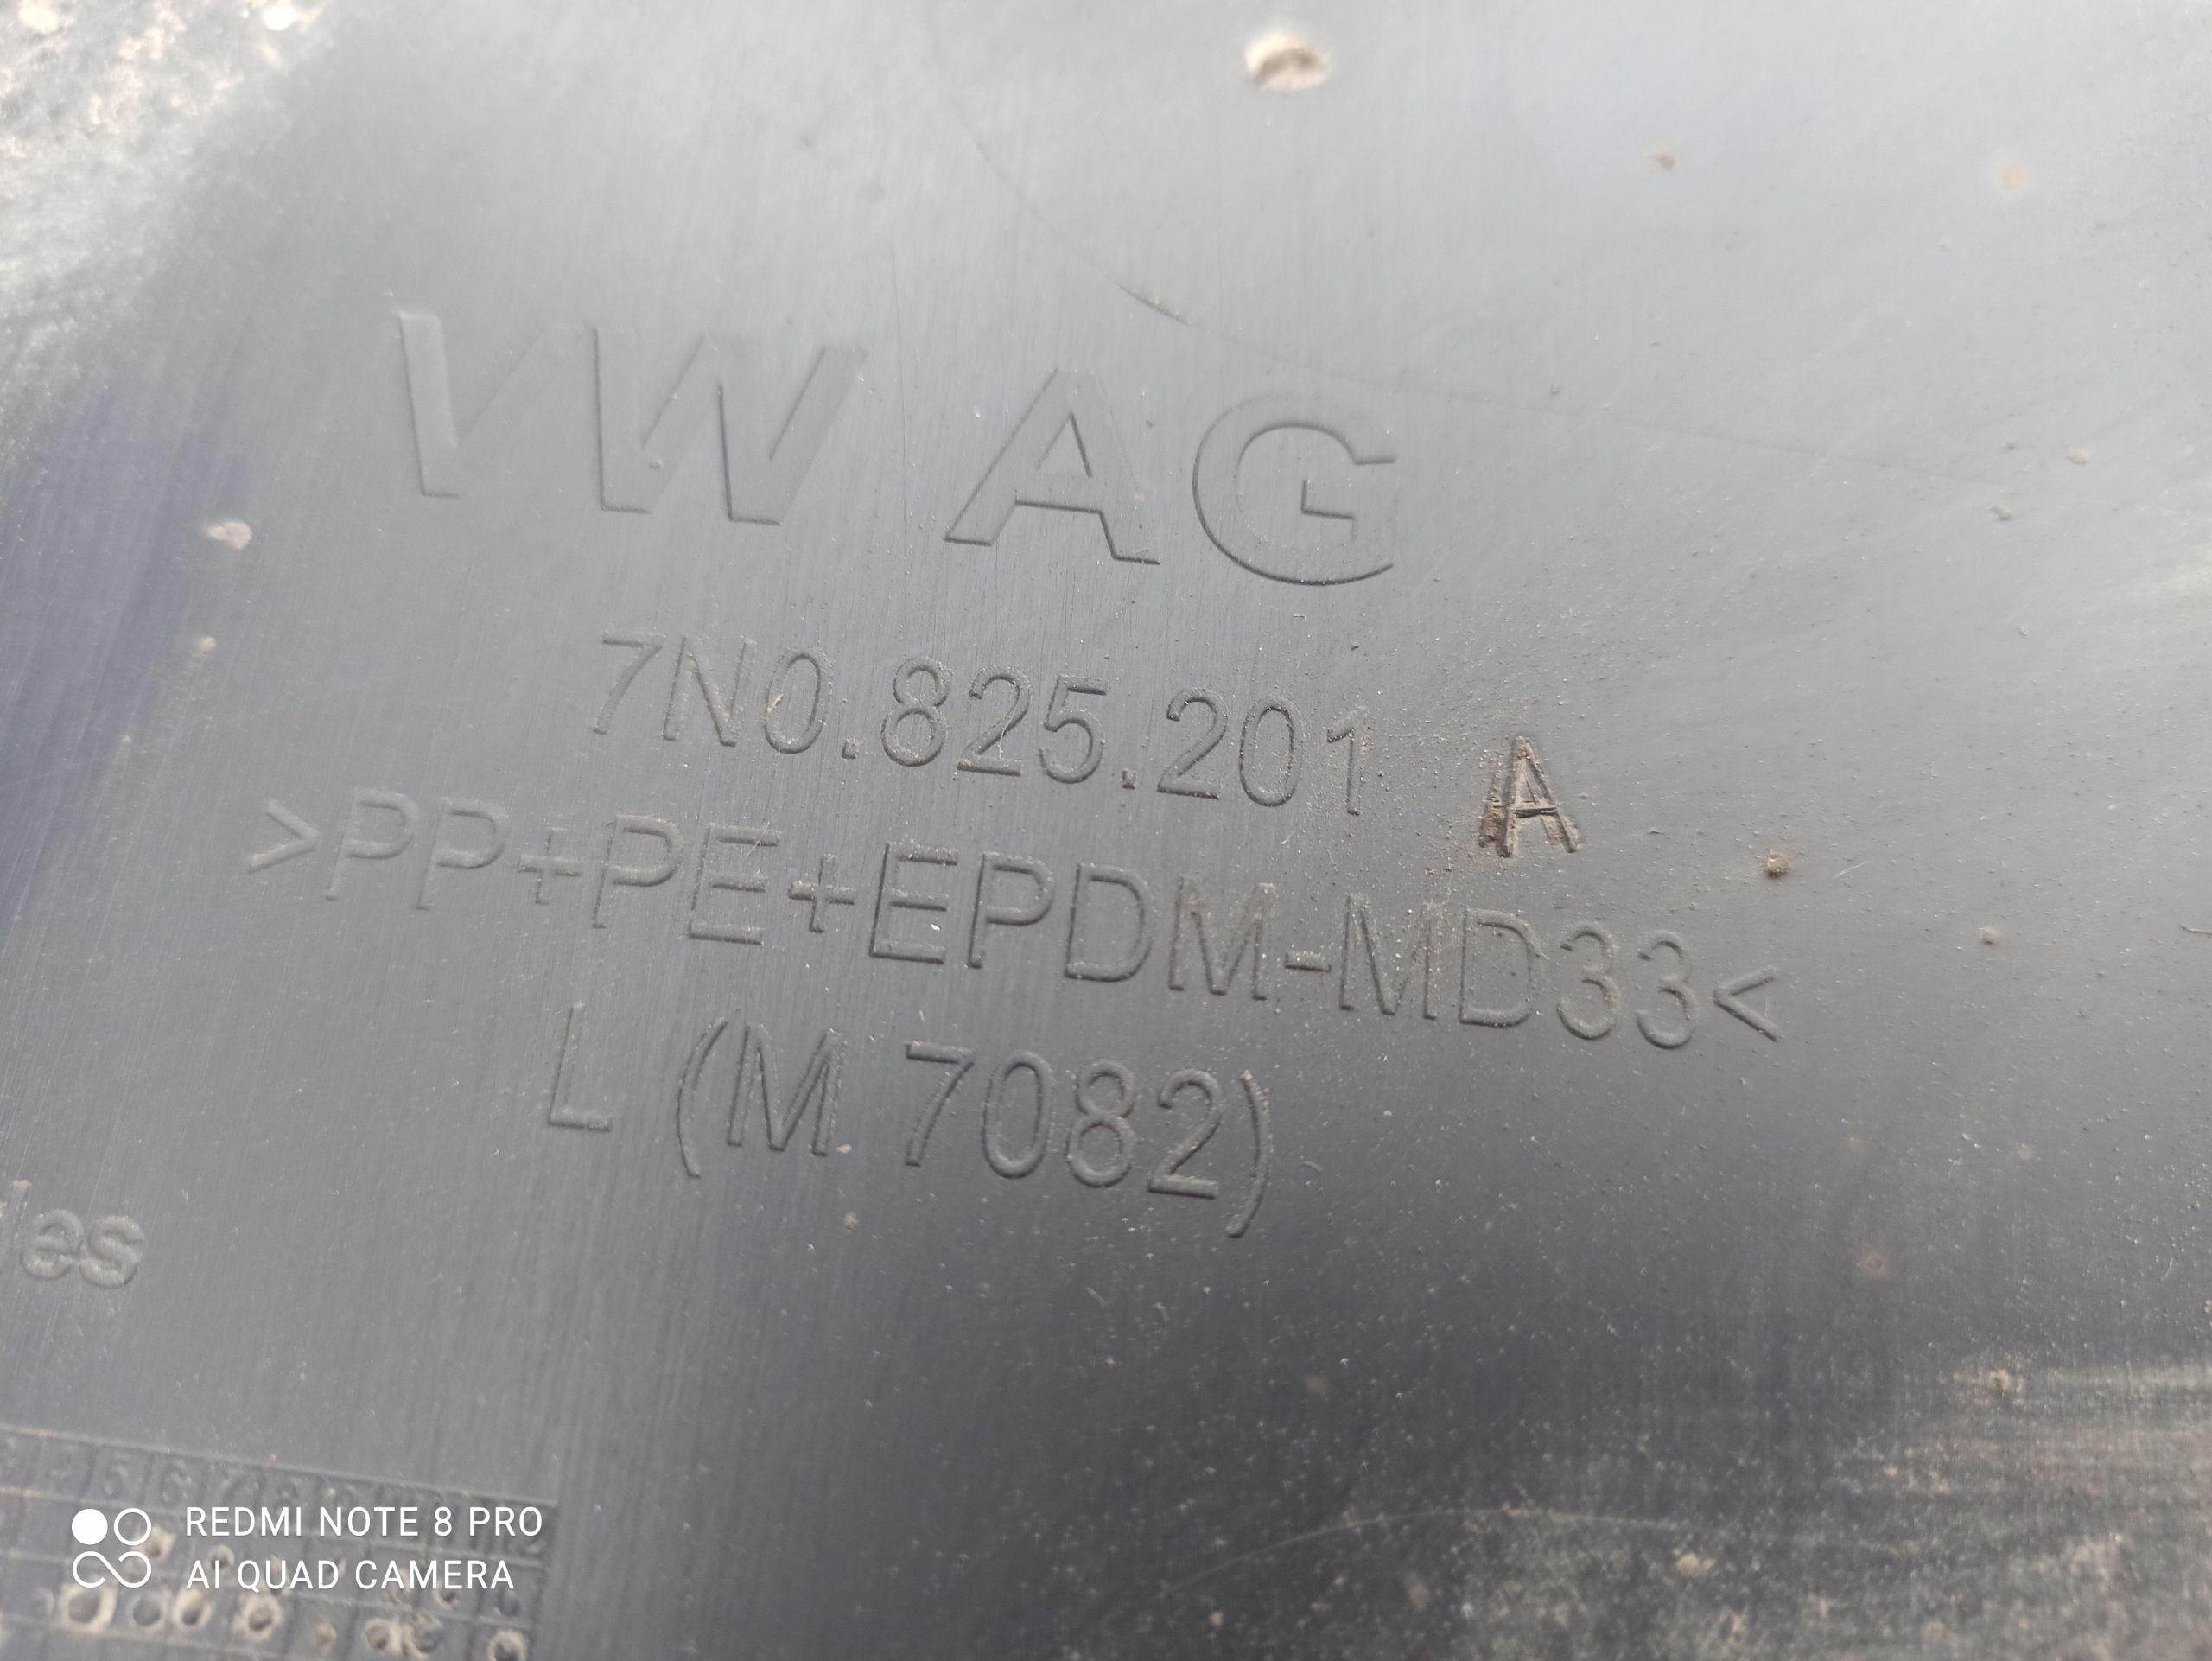 VW AG
7N0.825.201 A
>PP+PE+EPDM-MD33<
L (M 7082)
REDMI NOTE 8 PRO
AI QUAD CAMERA